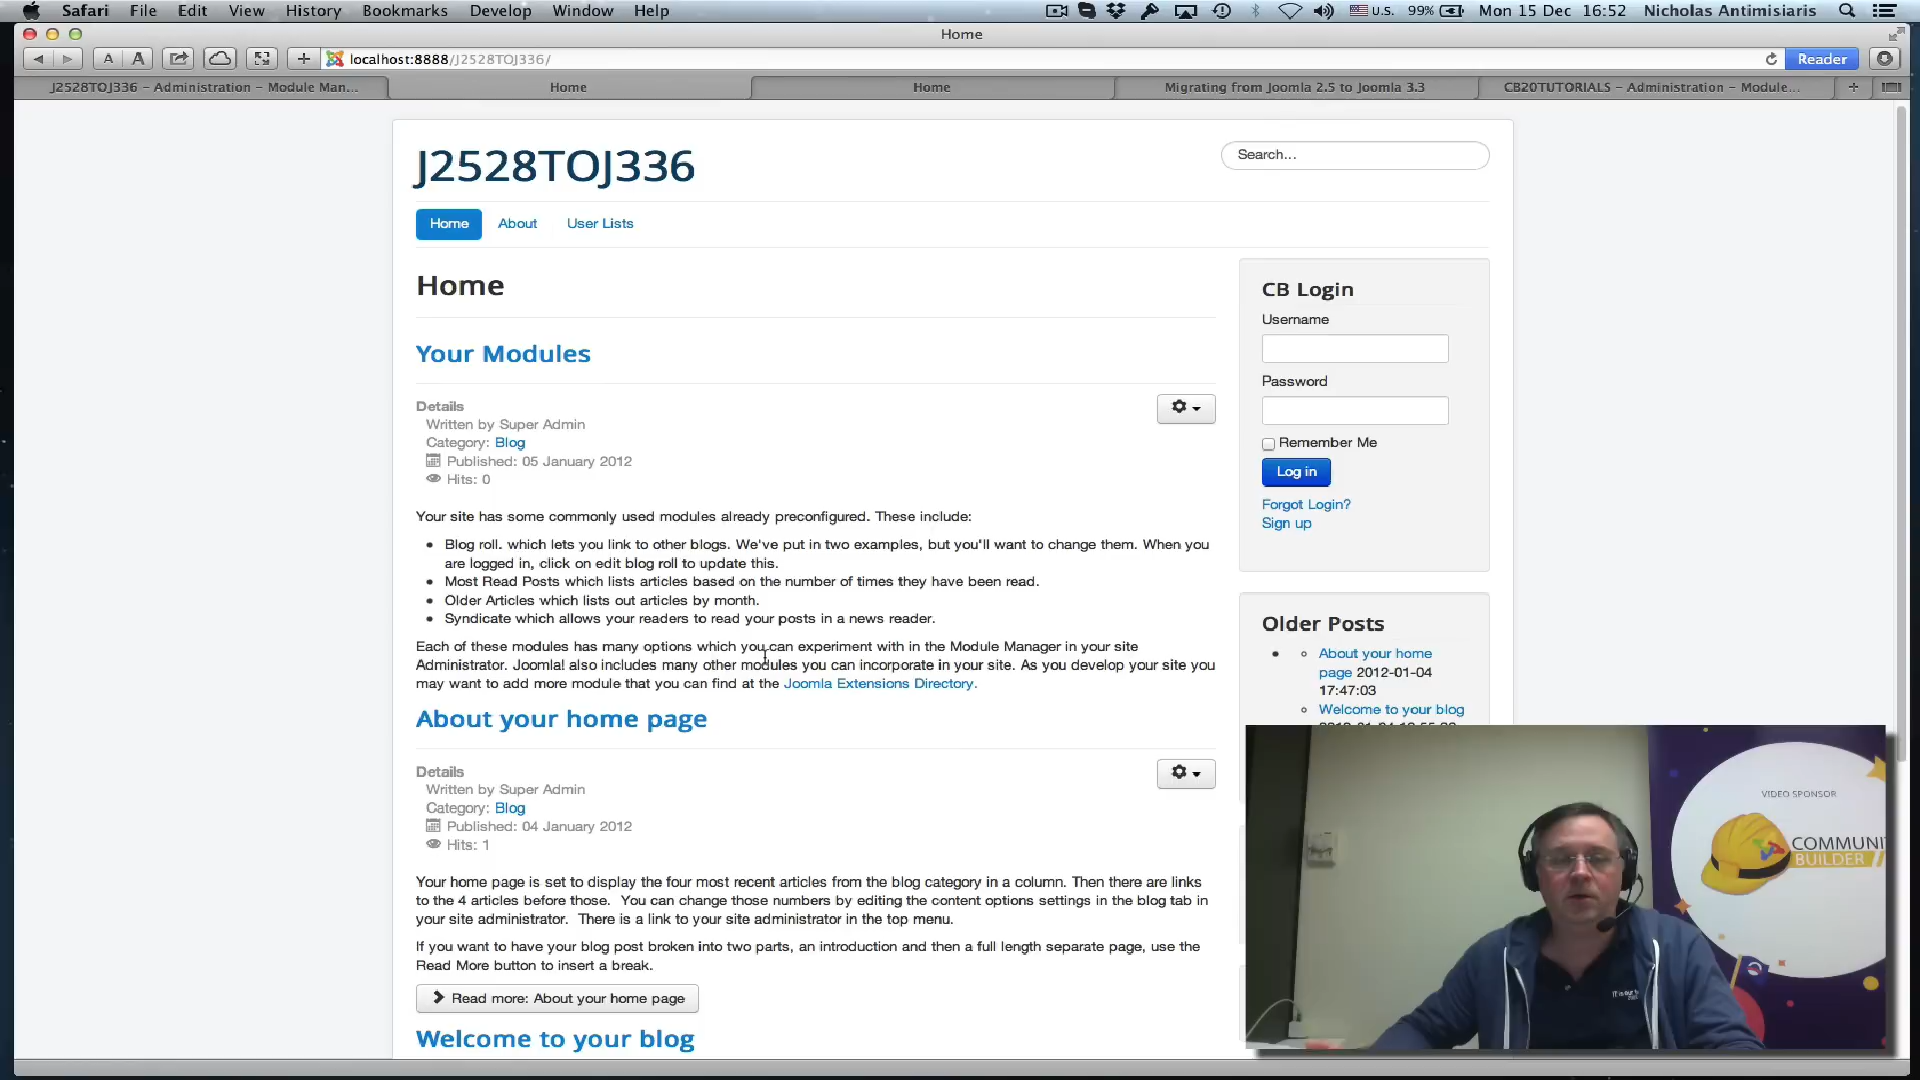 Safari File Edit View History Bookmarks Develop Window Help U.S. 99% Mon 15 Dec 16:52 Nicholas Antimisiaris
Home
A A + localhost:8888/J2528TOJ336/ Reader
J2528TOJ336 - Administration - Module Man... Home Home Migrating from Joomla 2.5 to Joomla 3.3 CB20TUTORIALS - Administration - Module... +
J2528TOJ336
Search...
Home About User Lists
Home
Your Modules
Details
Written by Super Admin
Category: Blog
Published: 05 January 2012
Hits: 0
Your site has some commonly used modules already preconfigured. These include:
• Blog roll. which lets you link to other blogs. We've put in two examples, but you'll want to change them. When you
are logged in, click on edit blog roll to update this.
• Most Read Posts which lists articles based on the number of times they have been read.
• Older Articles which lists out articles by month.
• Syndicate which allows your readers to read your posts in a news reader.
Each of these modules has many options which you can experiment with in the Module Manager in your site
Administrator. Joomla! also includes many other modules you can incorporate in your site. As you develop your site you
may want to add more module that you can find at the Joomla Extensions Directory.
About your home page
Details
Written by Super Admin
Category: Blog
Published: 04 January 2012
Hits: 1
Your home page is set to display the four most recent articles from the blog category in a column. Then there are links
to the 4 articles before those. You can change those numbers by editing the content options settings in the blog tab in
your site administrator. There is a link to your site administrator in the top menu.
If you want to have your blog post broken into two parts, an introduction and then a full length separate page, use the
Read More button to insert a break.
Read more: About your home page
Welcome to your blog
CB Login
Username
Password
Remember Me
Log in
Forgot Login?
Sign up
Older Posts
About your home
page 2012-01-04
17:47:03
Welcome to your blog
VIDEO SPONSOR
COMMUNI
BUILDER